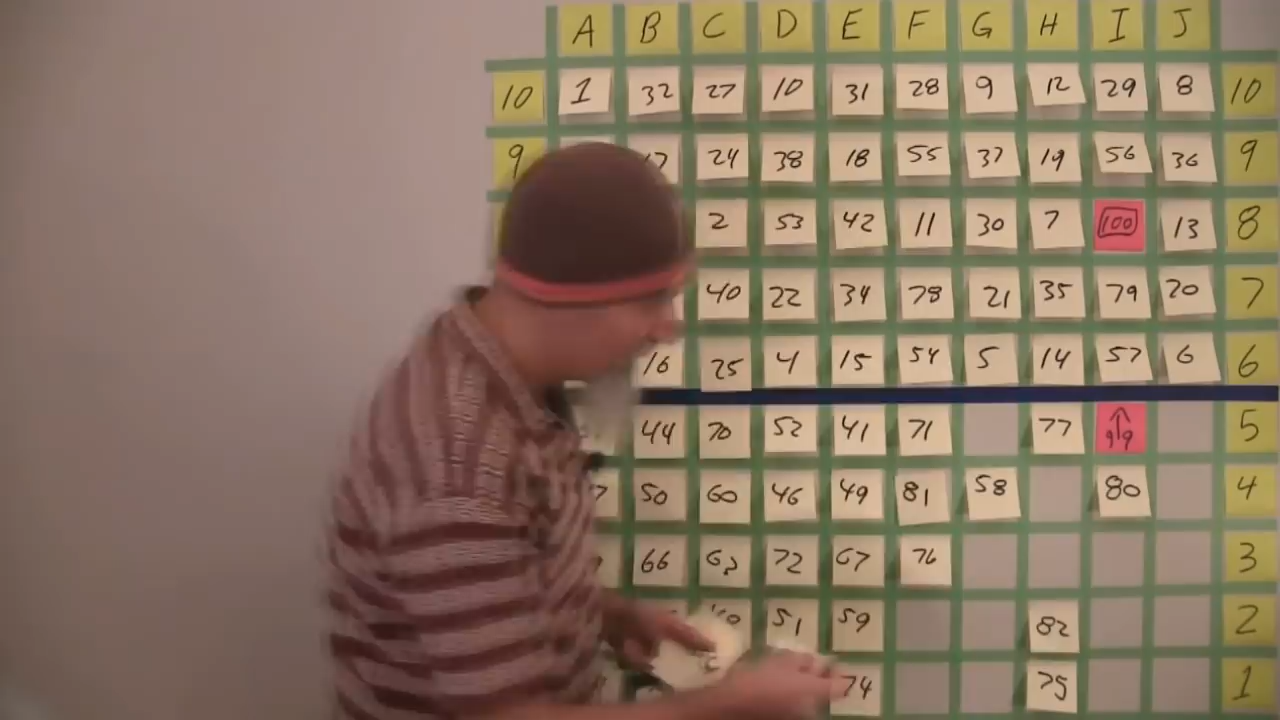 A B C D E F G H I J
10 1 32 27 10 31 28 9 12 29 8 10
9 24 38 18 55 37 19 56 36 9
2 53 42 11 30 7 100 13 8
40 22 34 78 21 35 79 20 7
16 25 4 15 54 5 14 57 6 6
44 70 52 41 71 77 ↑ 99 5
50 60 46 49 81 58 80 4
66 72 67 76 3
51 59 82 2
74 75 1